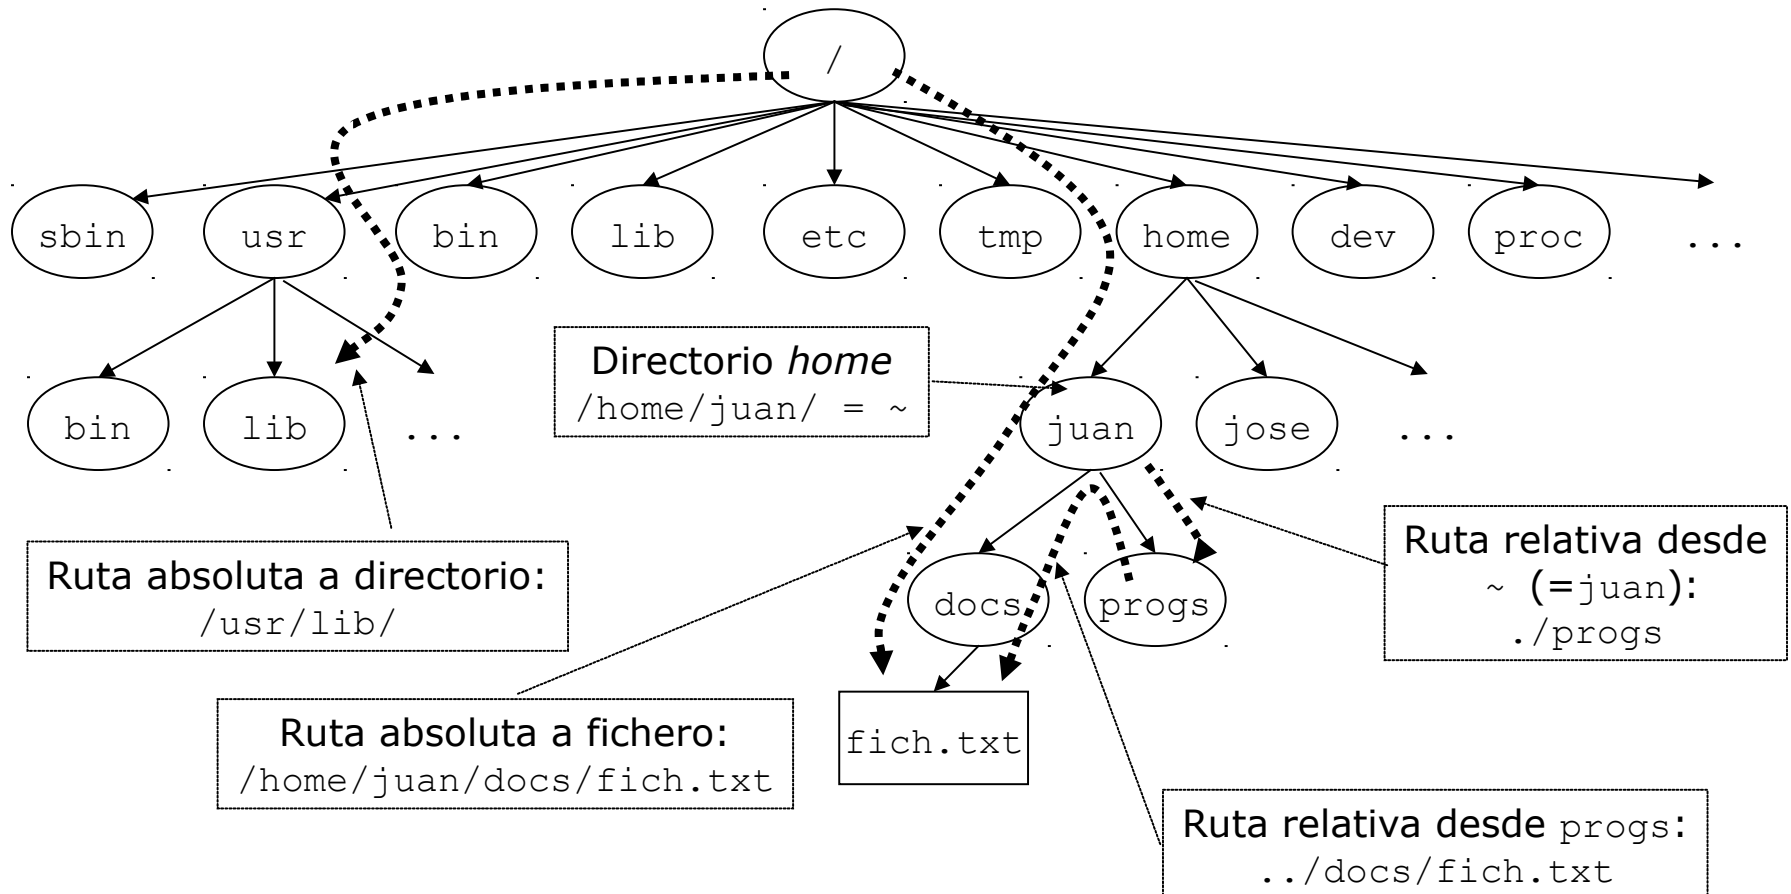 /
sbin usr bin lib etc tmp home dev proc ...
Directorio home
/home/juan/ = ~
bin lib ... juan jose ...
Ruta absoluta a directorio:
/usr/lib/
Ruta relativa desde
~ (=juan):
./progs
docs progs
Ruta absoluta a fichero:
/home/juan/docs/fich.txt
fich.txt
Ruta relativa desde progs:
../docs/fich.txt